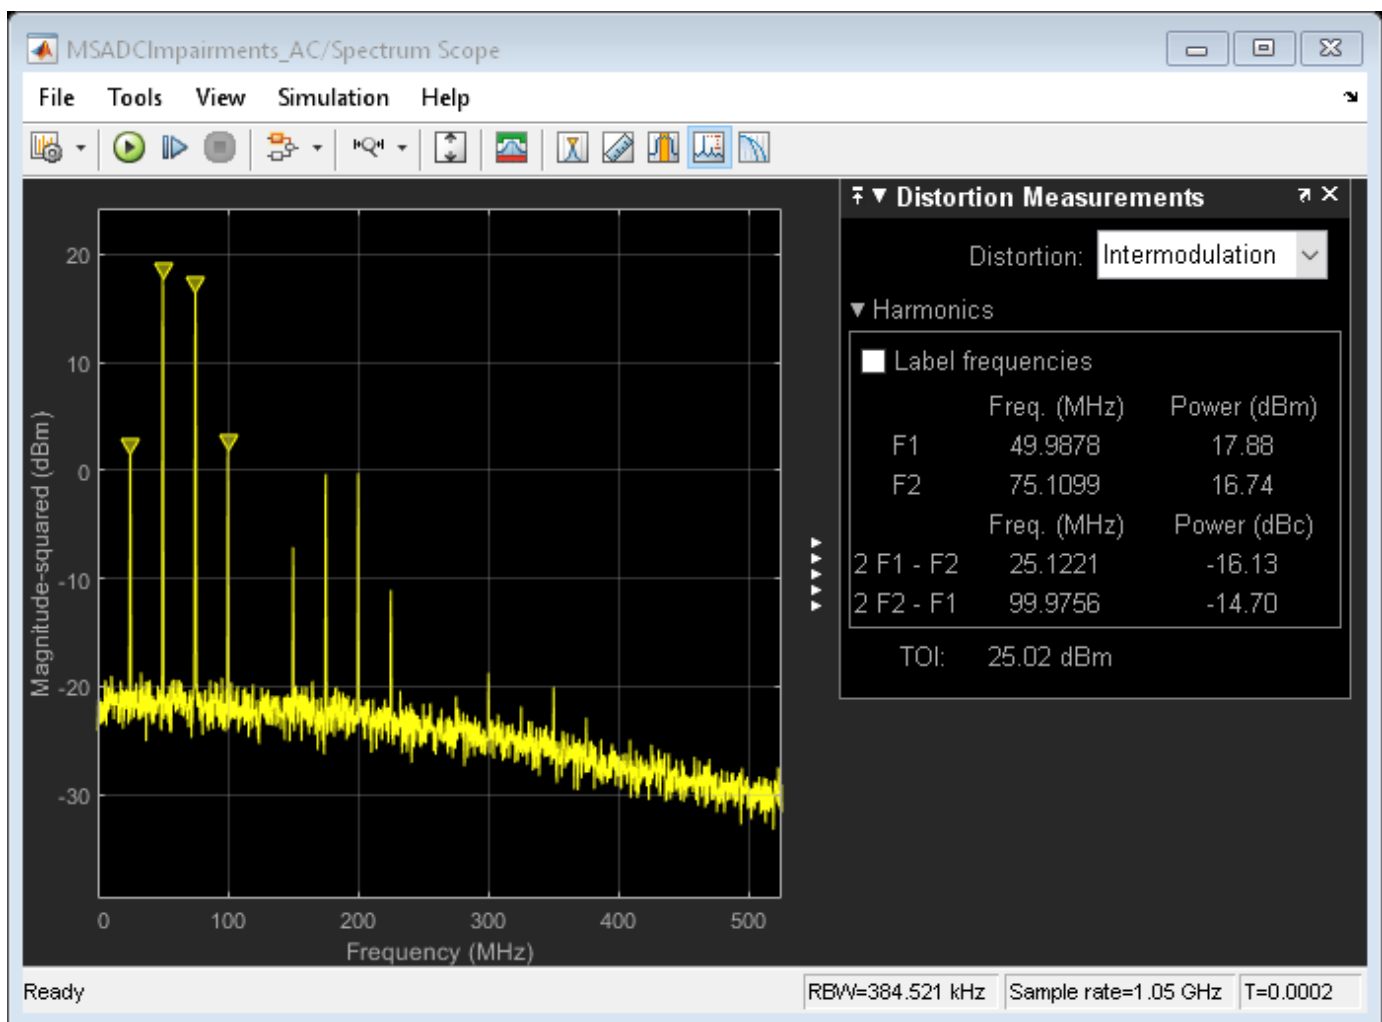 MSADCImpairments_AC/Spectrum Scope
File Tools View Simulation Help
Distortion Measurements
Distortion: Intermodulation
Harmonics
Label frequencies
Freq. (MHz) Power (dBm)
F1 49.9878 17.88
F2 75.1099 16.74
Freq. (MHz) Power (dBc)
2 F1 - F2 25.1221 -16.13
2 F2 - F1 99.9756 -14.70
TOI: 25.02 dBm
Magnitude-squared (dBm)
20
10
0
-10
-20
-30
0 100 200 300 400 500
Frequency (MHz)
Ready RBW=384.521 kHz Sample rate=1.05 GHz T=0.0002